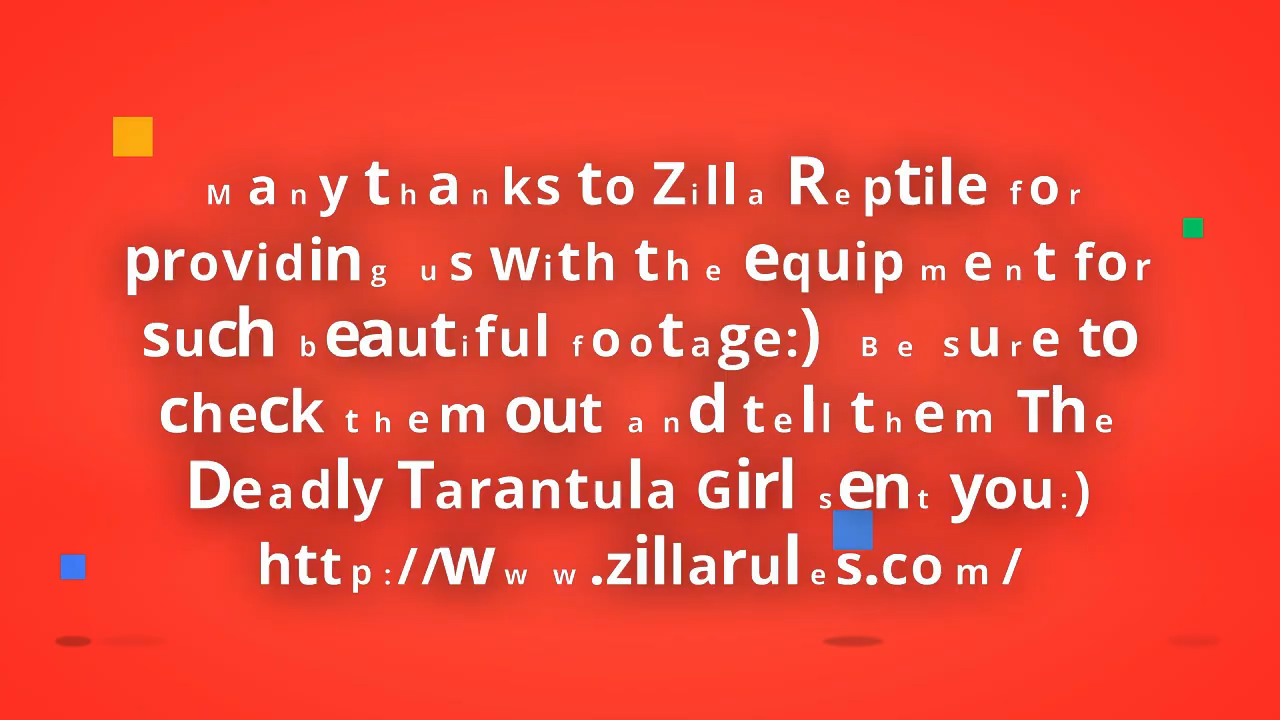 Many thanks to Zilla Reptile for
providing us with the equipment for
such beautiful footage:) Be sure to
check them out and tell them The
Deadly Tarantula Girl sent you:)
http://www.zillarules.com/